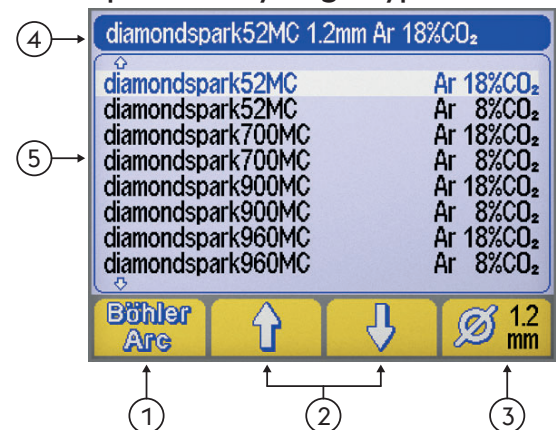 ④ diamondspark52MC 1.2mm Ar 18%CO₂
⑤
diamondspark52MC Ar 18%CO₂
diamondspark52MC Ar 8%CO₂
diamondspark700MC Ar 18%CO₂
diamondspark700MC Ar 8%CO₂
diamondspark900MC Ar 18%CO₂
diamondspark900MC Ar 8%CO₂
diamondspark960MC Ar 18%CO₂
diamondspark960MC Ar 8%CO₂
Böhler Arc
Ø 1.2 mm
① ② ③